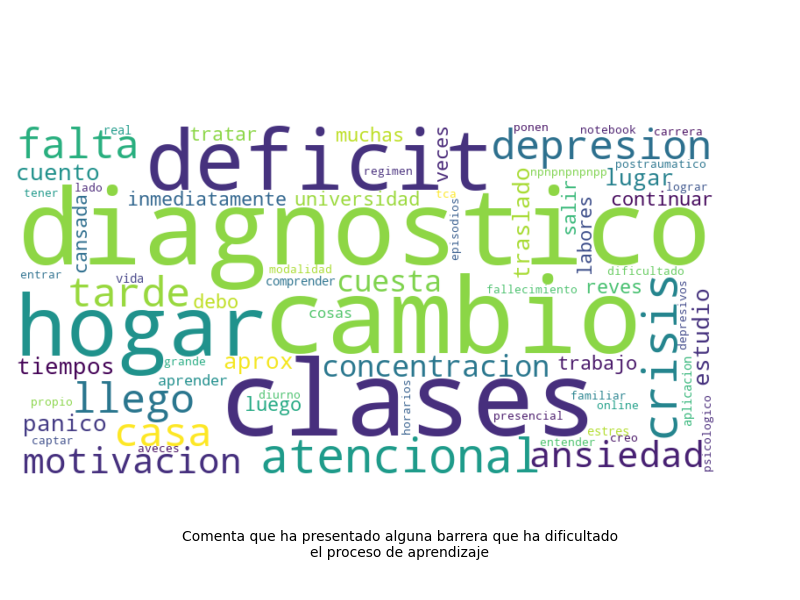 real
ponen notebook carrera
falta tratar deficit muchas veces depresion
cuento regimen npnpnpnpnpp postraumatico
tener lado inmediatamente universidad tca lugar lograr
cansada diagnostico episodios traslado salir labores continuar
entrar vida modalidad dificultado
tarde debo comprender cuesta fallecimiento reves
hogar cosas cambio crisis depresivos estudio
tiempos grande aprox concentracion trabajo
aprender diurno familiar
propio llego luego clases horarios online aplicacion
panico casa presencial estres
captar aveces entender creo
motivacion atencional ansiedad psicologico
Comenta que ha presentado alguna barrera que ha dificultado
el proceso de aprendizaje